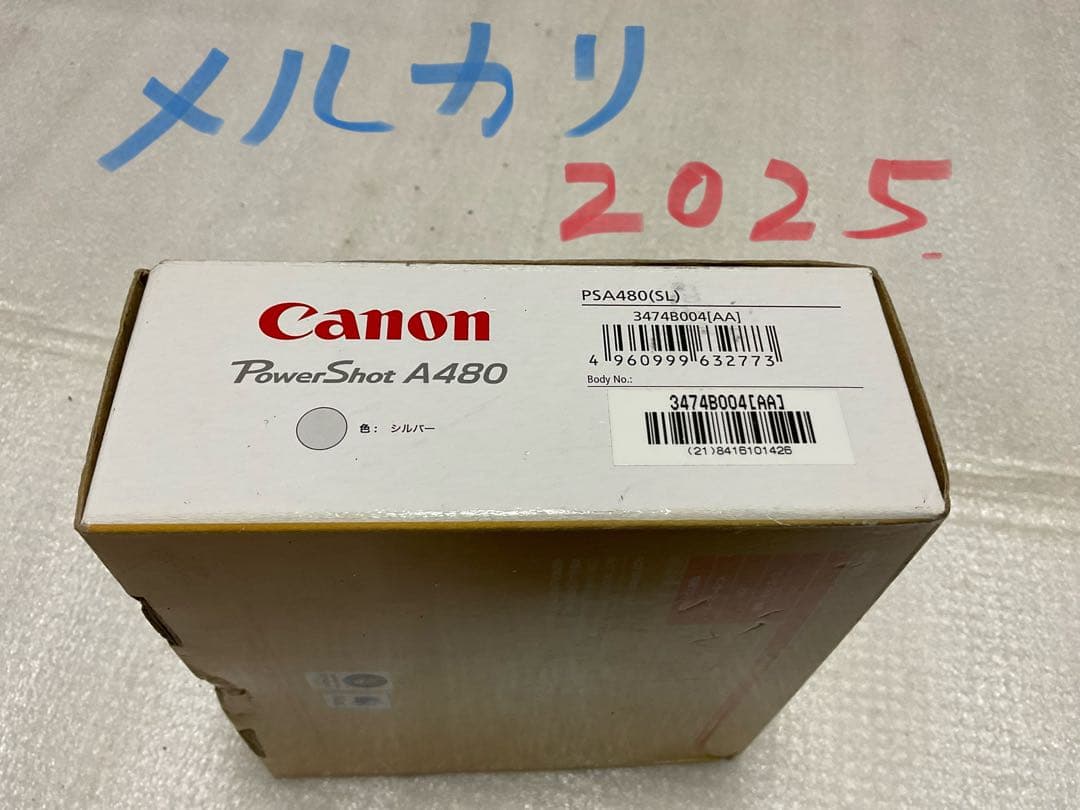 メルカリ
2025
Canon
PowerShot A480
色： シルバー
PSA480(SL)
3474B004[AA]
4 960999 632773
Body No.:
3474B004[AA]
(21)8416101426